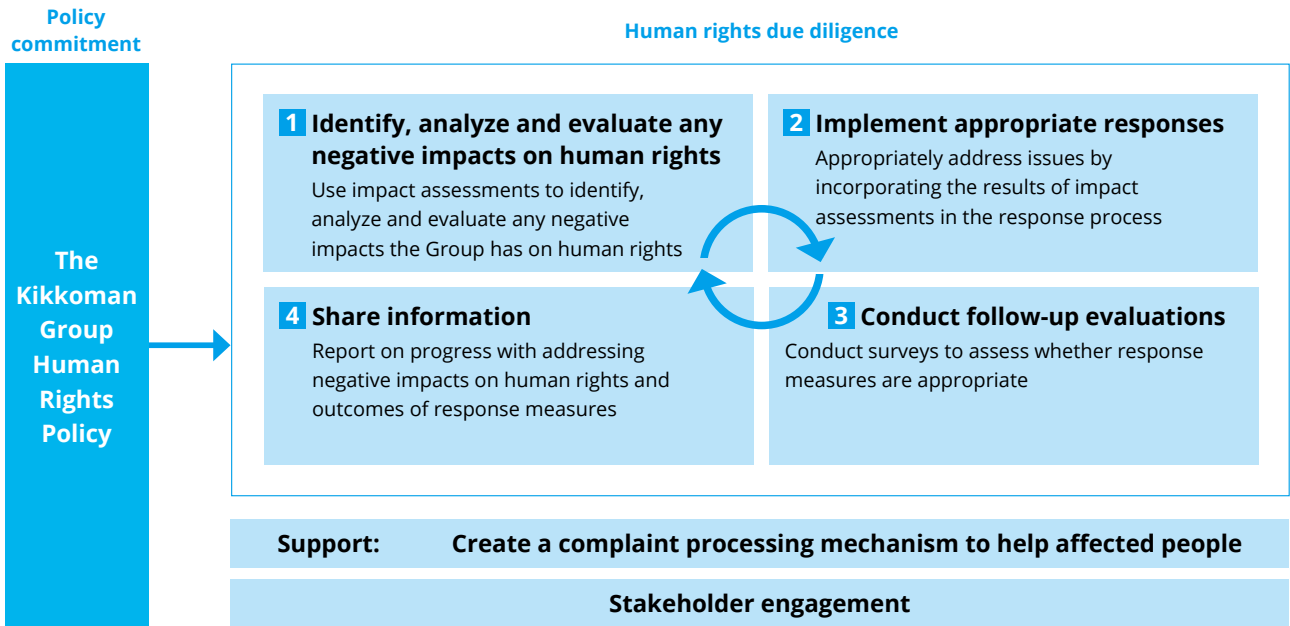 Policy
commitment
Human rights due diligence
The
Kikkoman
Group
Human
Rights
Policy
1 Identify, analyze and evaluate any
negative impacts on human rights
Use impact assessments to identify,
analyze and evaluate any negative
impacts the Group has on human rights
2 Implement appropriate responses
Appropriately address issues by
incorporating the results of impact
assessments in the response process
4 Share information
Report on progress with addressing
negative impacts on human rights and
outcomes of response measures
3 Conduct follow-up evaluations
Conduct surveys to assess whether response
measures are appropriate
Support: Create a complaint processing mechanism to help affected people
Stakeholder engagement